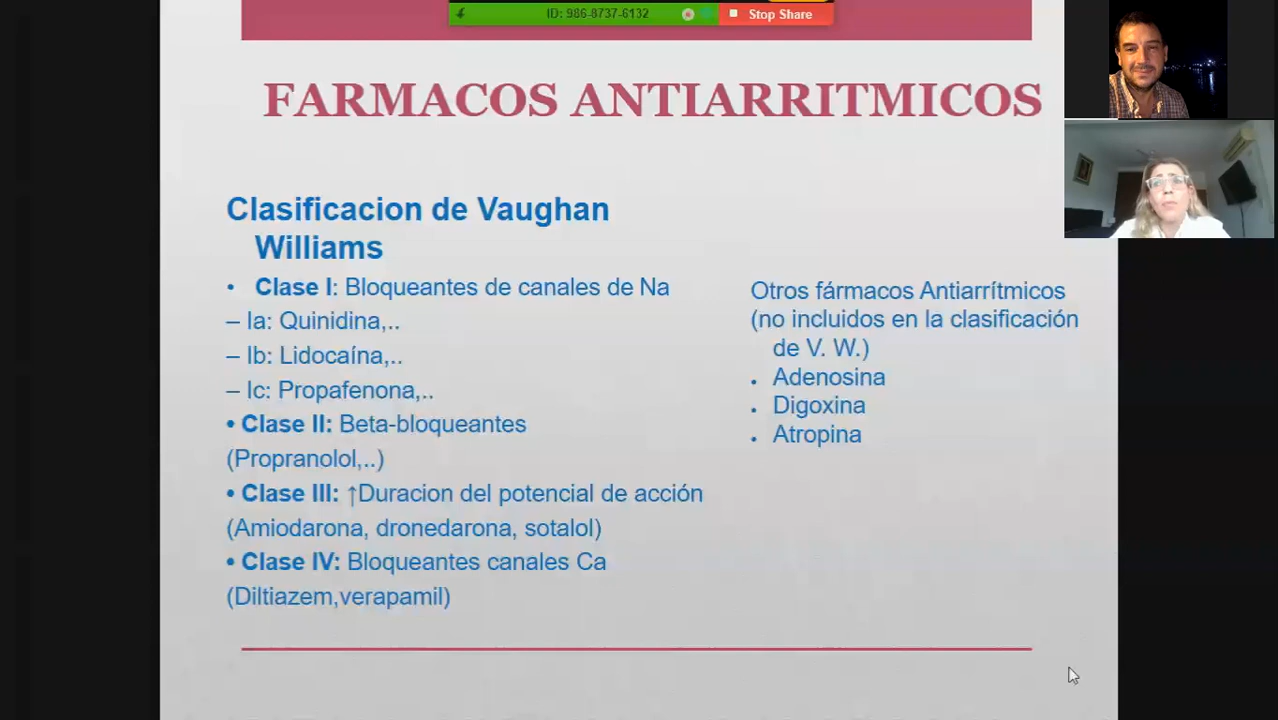 ID: 986-8737-6132
Stop Share
FARMACOS ANTIARRITMICOS
Clasificacion de Vaughan
Williams
• Clase I: Bloqueantes de canales de Na
– Ia: Quinidina,..
– Ib: Lidocaína,..
– Ic: Propafenona,..
• Clase II: Beta-bloqueantes
(Propranolol,..)
• Clase III: ↑Duracion del potencial de acción
(Amiodarona, dronedarona, sotalol)
• Clase IV: Bloqueantes canales Ca
(Diltiazem,verapamil)
Otros fármacos Antiarrítmicos
(no incluidos en la clasificación
de V. W.)
• Adenosina
• Digoxina
• Atropina